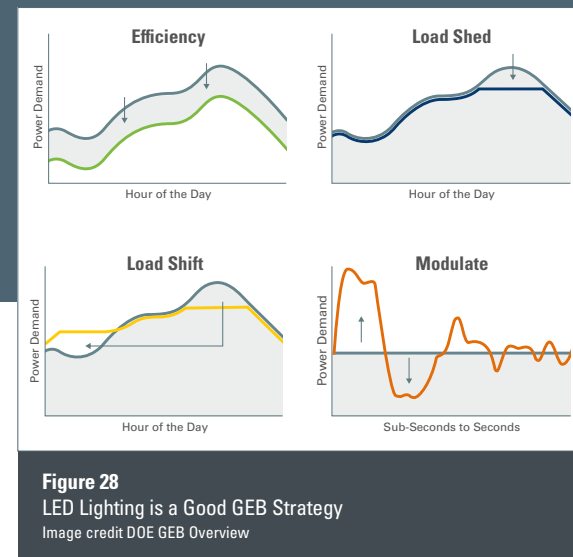 Efficiency
Power Demand
Hour of the Day
Load Shed
Power Demand
Hour of the Day
Load Shift
Power Demand
Hour of the Day
Modulate
Power Demand
Sub-Seconds to Seconds
Figure 28
LED Lighting is a Good GEB Strategy
Image credit DOE GEB Overview